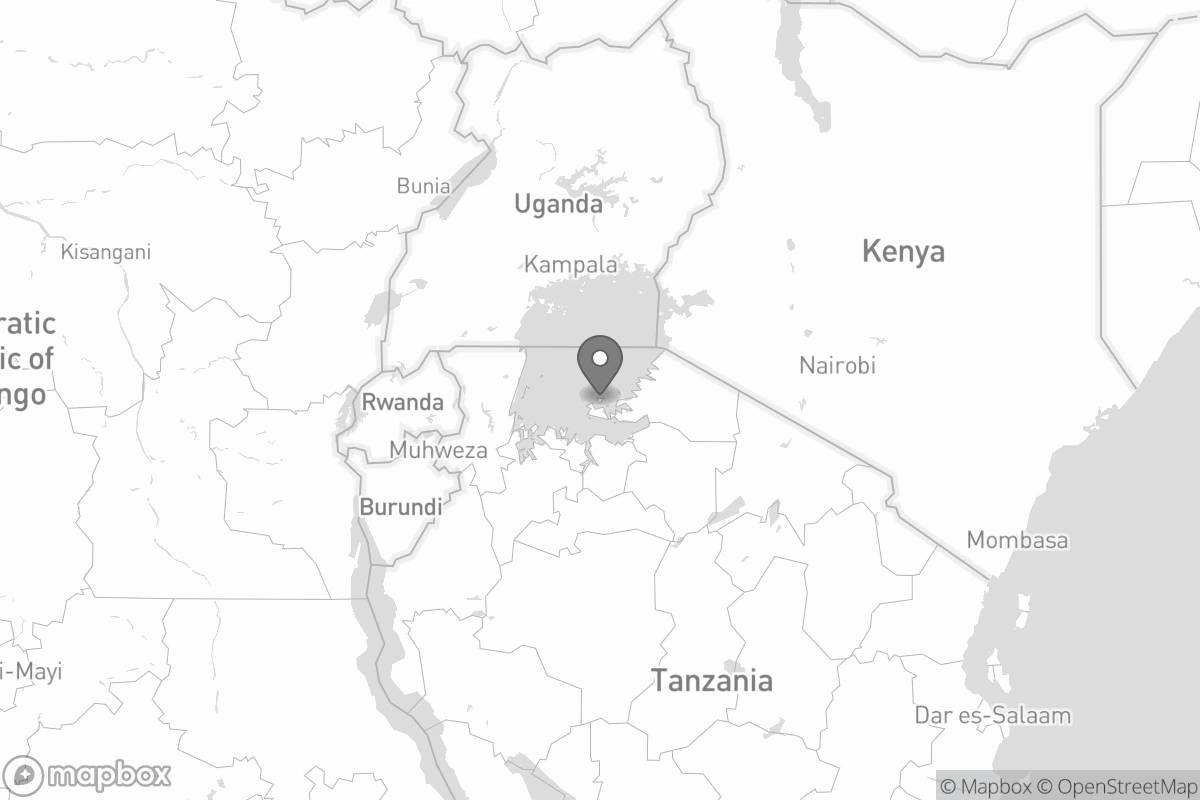 Bunia
Uganda
Kisangani
Kampala
Kenya
ratic
ic of
ngo
Nairobi
Rwanda
Muhweza
Burundi
Mombasa
i-Mayi
Tanzania
Dar es-Salaam
mapbox
© Mapbox © OpenStreetMap